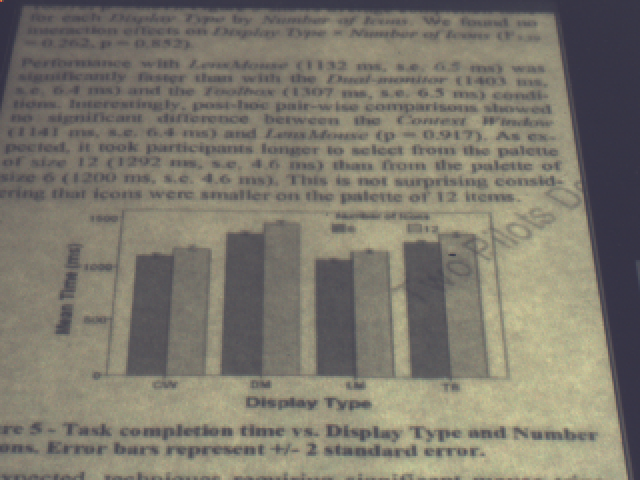 for each Display Type by Number of Icons. We found no
interaction effects on Display Type × Number of Icons
= 0.262, p = 0.852).
Performance with LensMouse (1132 ms, s.e. 6.5 ms) was
significantly faster than with the Dual-monitor (1403 ms,
s.e. 6.4 ms) and the Toolbox (1307 ms, s.e. 6.5 ms) condi-
tions. Interestingly, post-hoc pair-wise comparisons showed
no significant difference between the Context Window
(1141 ms, s.e. 6.4 ms) and LensMouse (p = 0.917). As ex-
pected, it took participants longer to select from the palette
of size 12 (1292 ms, s.e. 4.6 ms) than from the palette of
size 6 (1200 ms, s.e. 4.6 ms). This is not surprising consid-
ering that icons were smaller on the palette of 12 items.
Number of Icons
6 12
Mean Time (ms)
1500
1000
500
0
CW DM LM TB
Display Type
Two Pilots
re 5 - Task completion time vs. Display Type and Number
ons. Error bars represent +/- 2 standard error.
expected, techniques requiring significant mouse